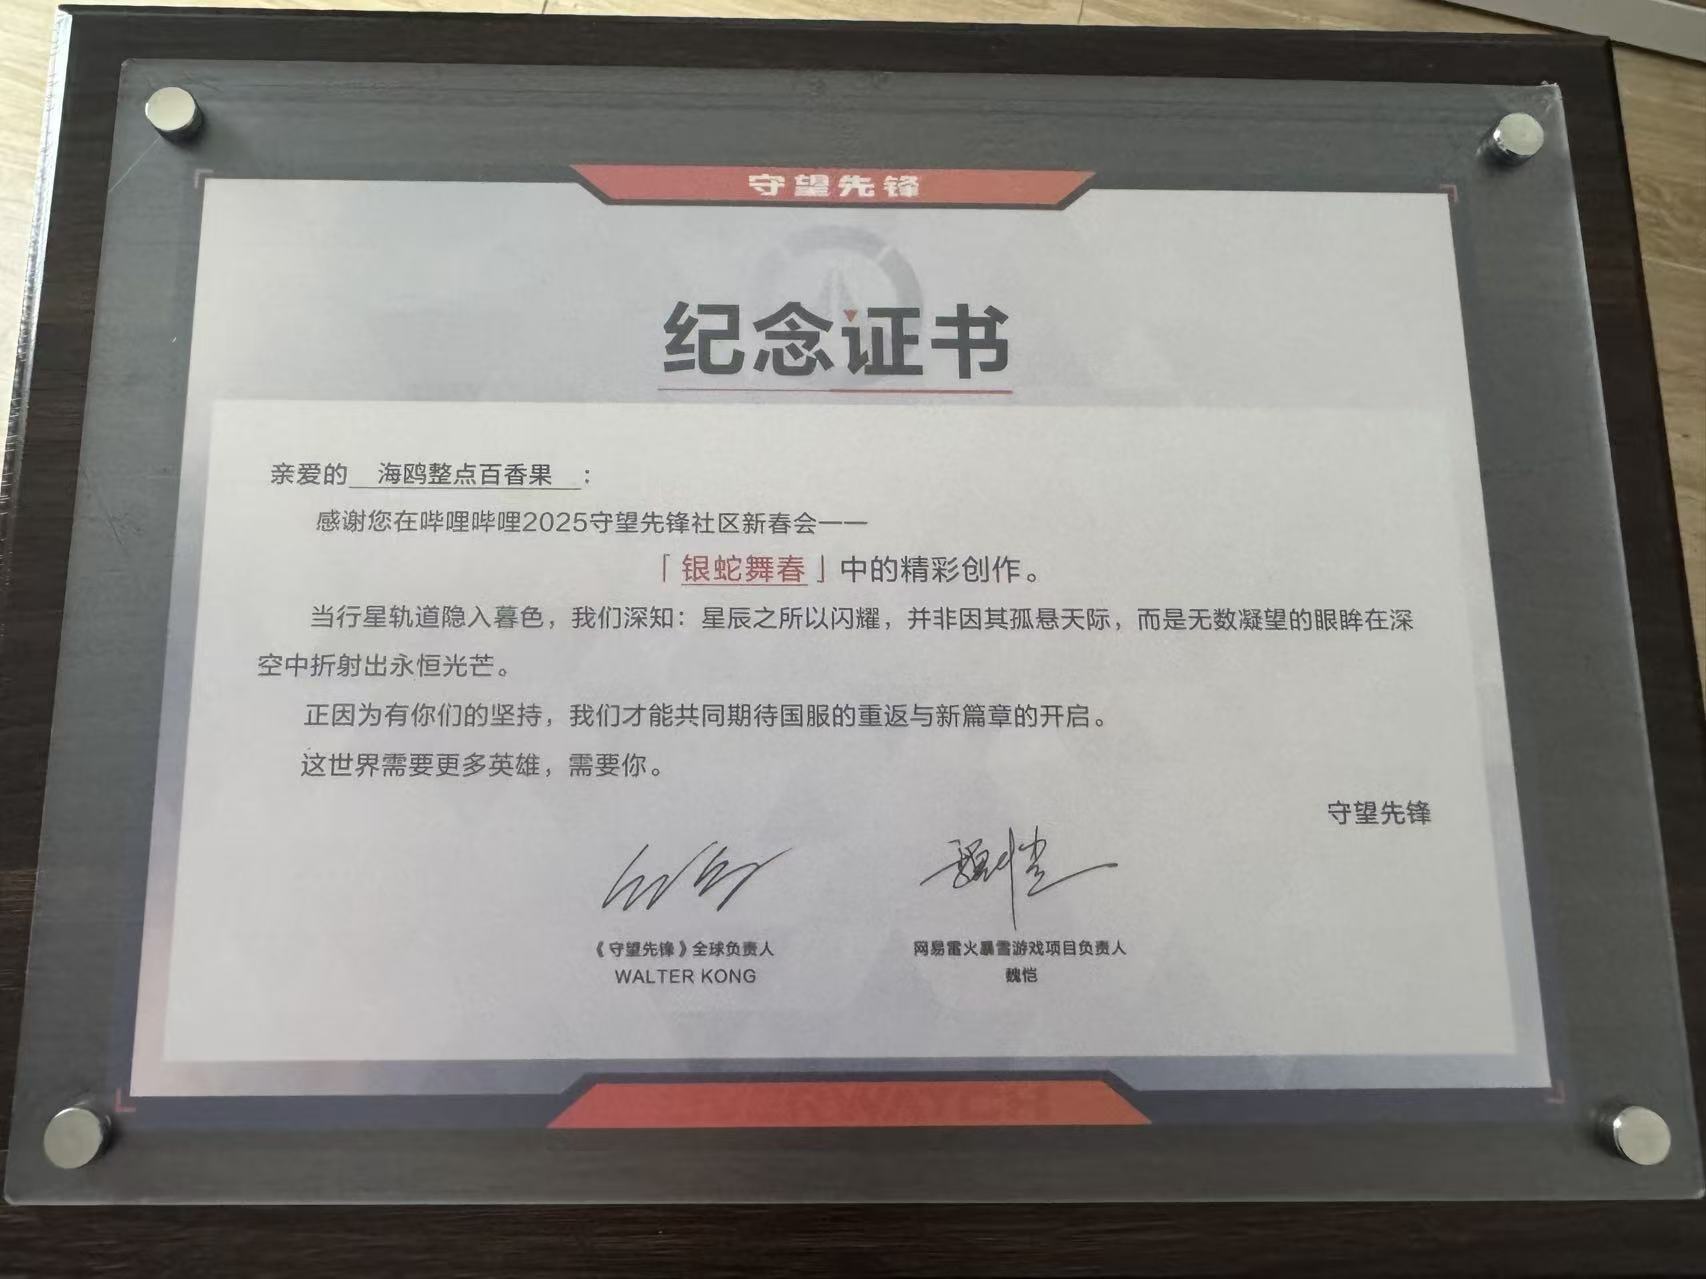 守望先锋
纪念证书
亲爱的 海鸥整点百香果 ：
感谢您在哔哩哔哩2025守望先锋社区新春会——
「银蛇舞春」中的精彩创作。
当行星轨道隐入暮色，我们深知：星辰之所以闪耀，并非因其孤悬天际，而是无数凝望的眼眸在深
空中折射出永恒光芒。
正因为有你们的坚持，我们才能共同期待国服的重返与新篇章的开启。
这世界需要更多英雄，需要你。
守望先锋
魏恺
《守望先锋》全球负责人
WALTER KONG
网易雷火暴雪游戏项目负责人
魏恺
OVERWATCH